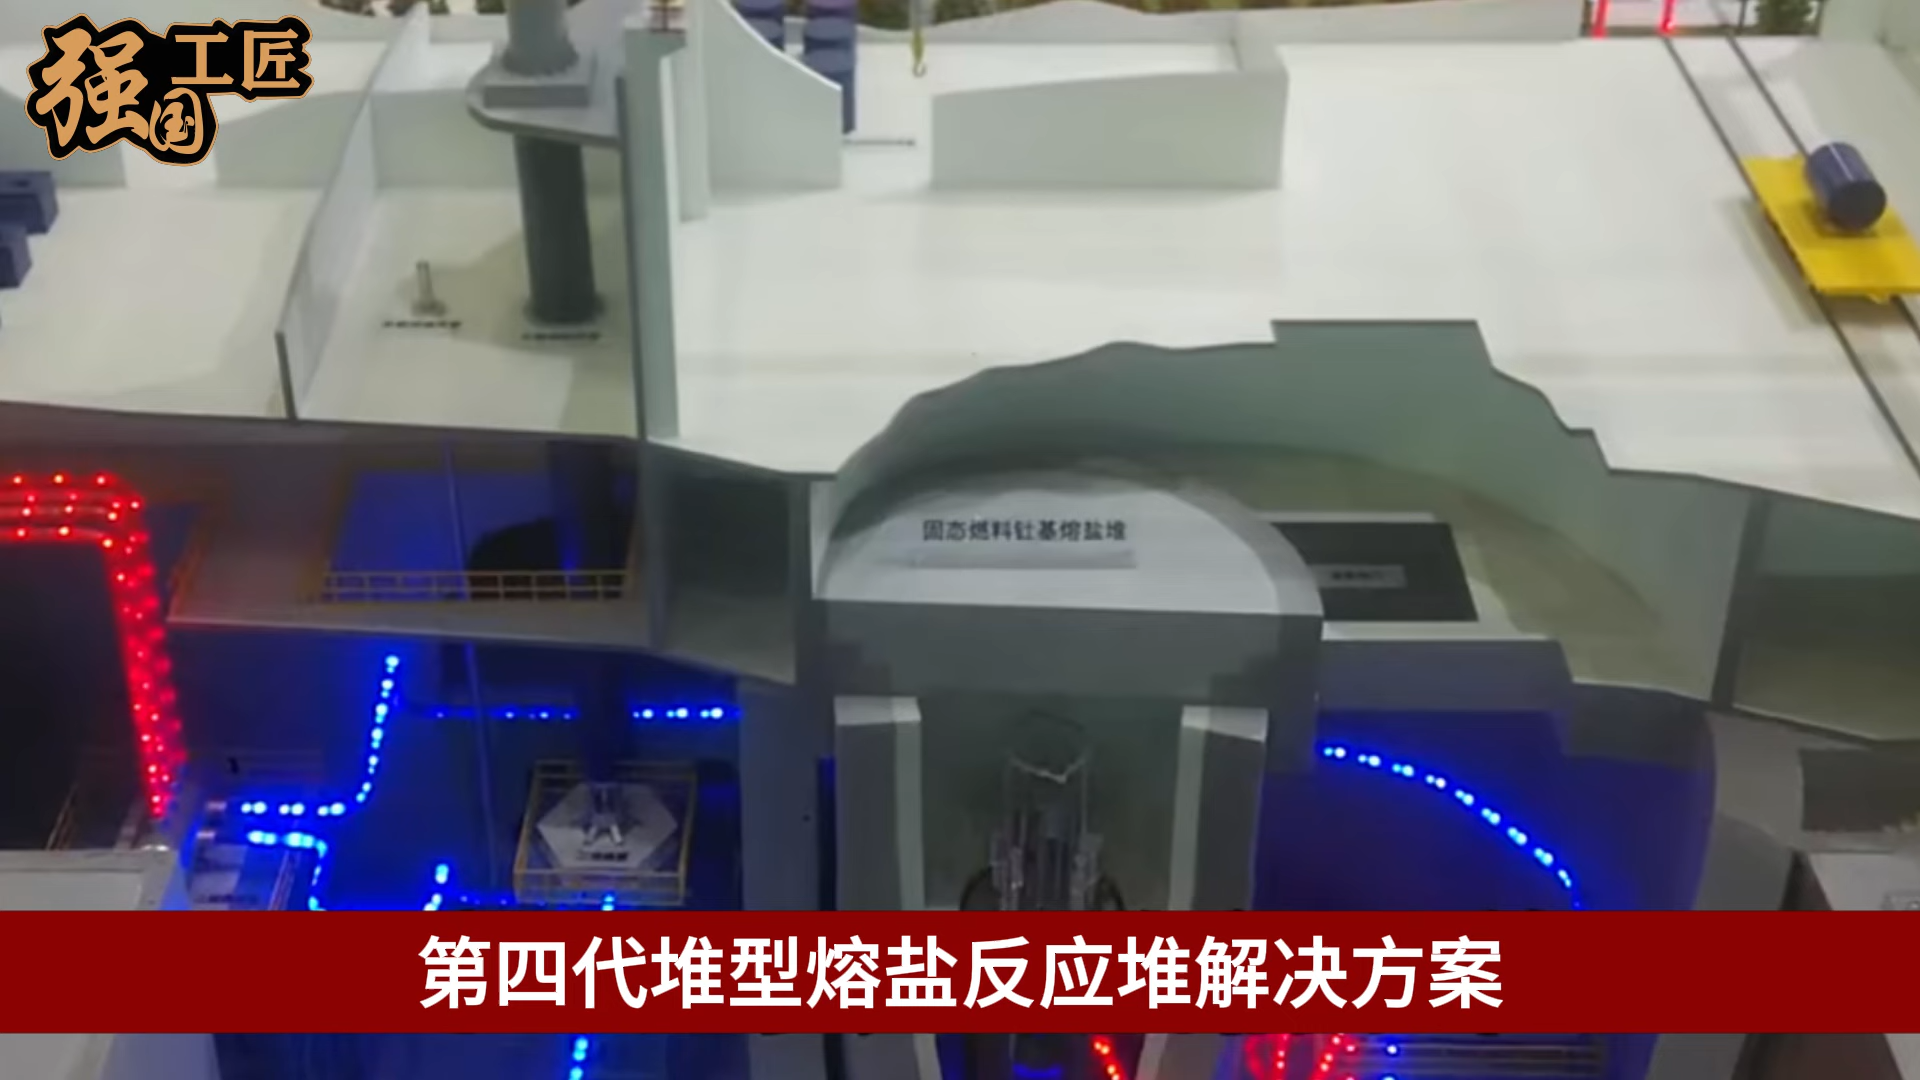 强国工匠
固态燃料钍基熔盐堆
第四代堆型熔盐反应堆解决方案